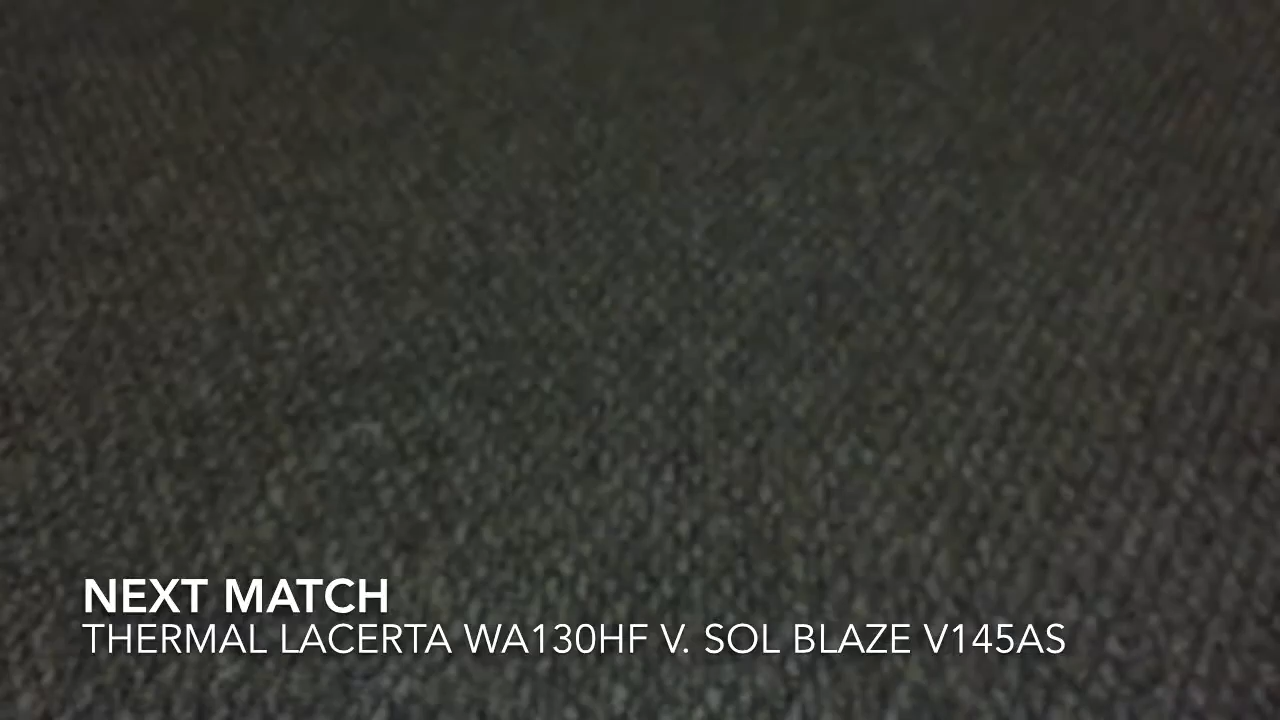 NEXT MATCH
THERMAL LACERTA WA130HF V. SOL BLAZE V145AS